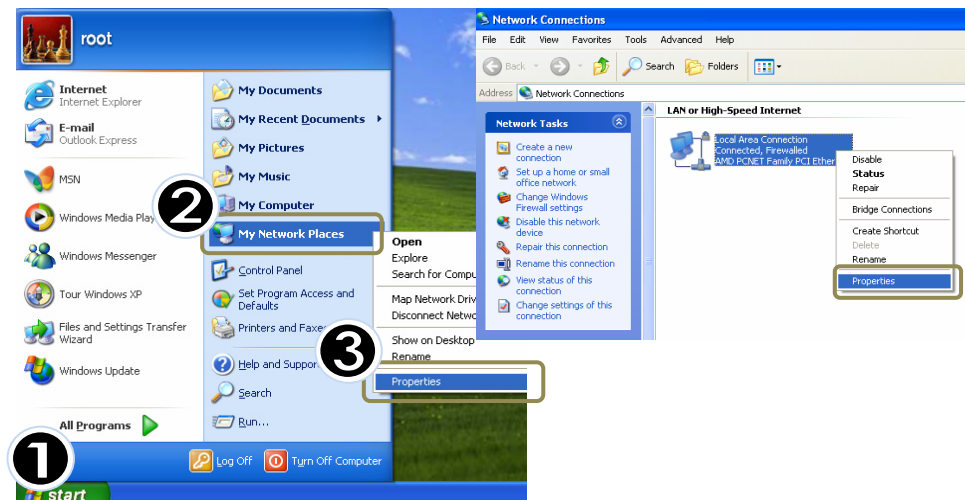 root
Internet
Internet Explorer
E-mail
Outlook Express
MSN
Windows Media Play
Windows Messenger
Tour Windows XP
Files and Settings Transfer
Wizard
Windows Update
All Programs
My Documents
My Recent Documents
My Pictures
My Music
My Computer
2
My Network Places
Control Panel
Set Program Access and
Defaults
Printers and Faxes
Help and Suppor
Search
Run...
Open
Explore
Search for Compu
Map Network Driv
Disconnect Netwo
Show on Desktop
Rename
3
Properties
1
Log Off
Turn Off Computer
start
Network Connections
File Edit View Favorites Tools Advanced Help
Back
Search
Folders
Address
Network Connections
Network Tasks
Create a new
connection
Set up a home or small
office network
Change Windows
Firewall settings
Disable this network
device
Repair this connection
Rename this connection
View status of this
connection
Change settings of this
connection
LAN or High-Speed Internet
Local Area Connection
Connected, Firewalled
AMD PCNET Family PCI Ether
Disable
Status
Repair
Bridge Connections
Create Shortcut
Delete
Rename
Properties